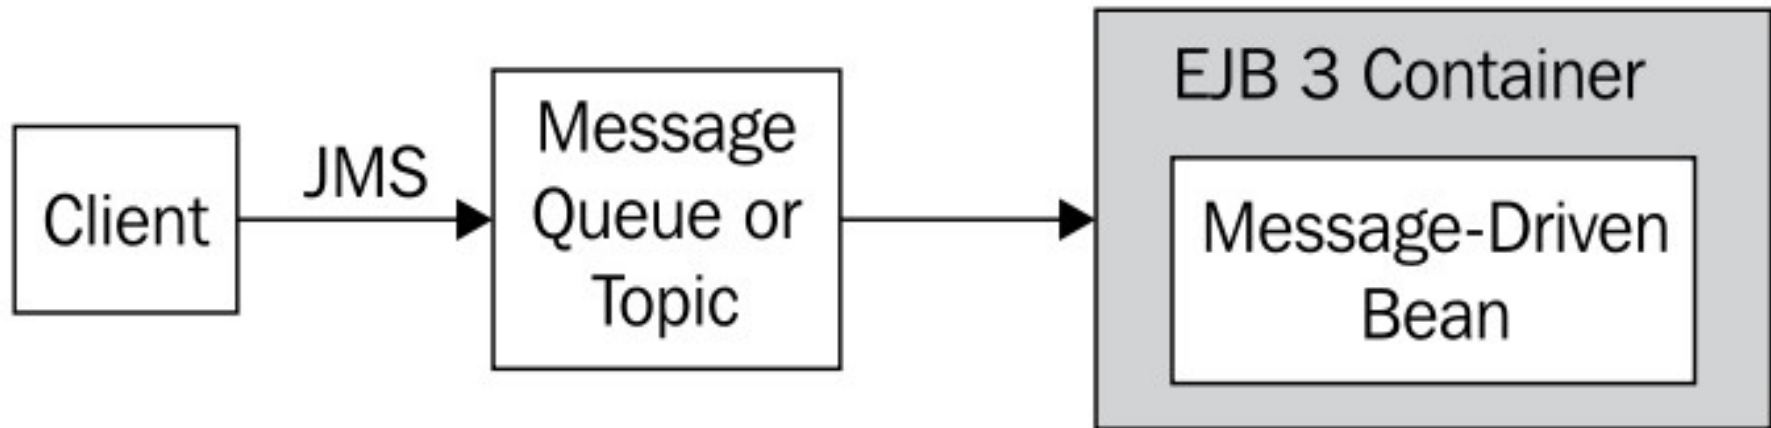 Client
JMS
Message
Queue or
Topic
EJB 3 Container
Message-Driven
Bean